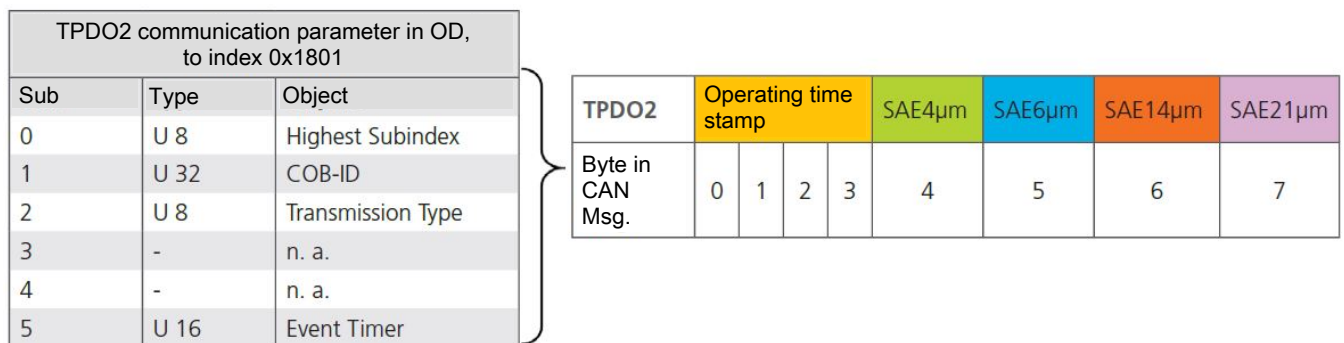 TPDO2 communication parameter in OD,
to index 0x1801
Sub Type Object
0 U 8 Highest Subindex
1 U 32 COB-ID
2 U 8 Transmission Type
3 - n. a.
4 - n. a.
5 U 16 Event Timer
TPDO2 Operating time stamp SAE4µm SAE6µm SAE14µm SAE21µm
Byte in
CAN
Msg.
0 1 2 3 4 5 6 7